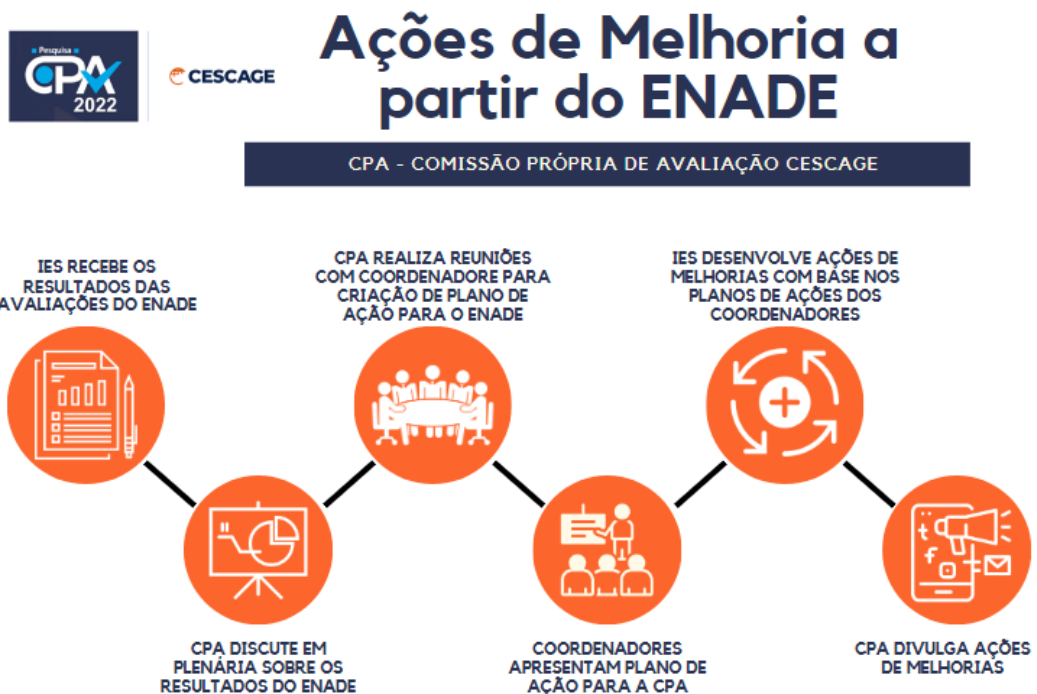 Pesquisa
CPA
2022
CESCAGE
Ações de Melhoria a
partir do ENADE
CPA - COMISSÃO PRÓPRIA DE AVALIAÇÃO CESCAGE
IES RECEBE OS
RESULTADOS DAS
AVALIAÇÕES DO ENADE
CPA DISCUTE EM
PLENÁRIA SOBRE OS
RESULTADOS DO ENADE
CPA REALIZA REUNIÕES
COM COORDENADORE PARA
CRIAÇÃO DE PLANO DE
AÇÃO PARA O ENADE
COORDENADORES
APRESENTAM PLANO DE
AÇÃO PARA A CPA
IES DESENVOLVE AÇÕES DE
MELHORIAS COM BASE NOS
PLANOS DE AÇÕES DOS
COORDENADORES
CPA DIVULGA AÇÕES
DE MELHORIAS